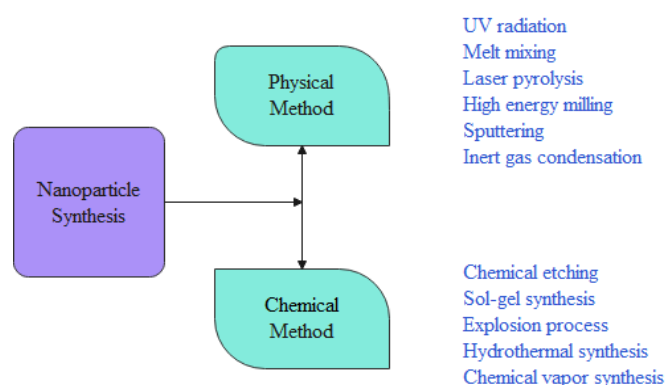 UV radiation
Melt mixing
Laser pyrolysis
High energy milling
Sputtering
Inert gas condensation
Physical
Method
Nanoparticle
Synthesis
Chemical
Method
Chemical etching
Sol-gel synthesis
Explosion process
Hydrothermal synthesis
Chemical vapor synthesis